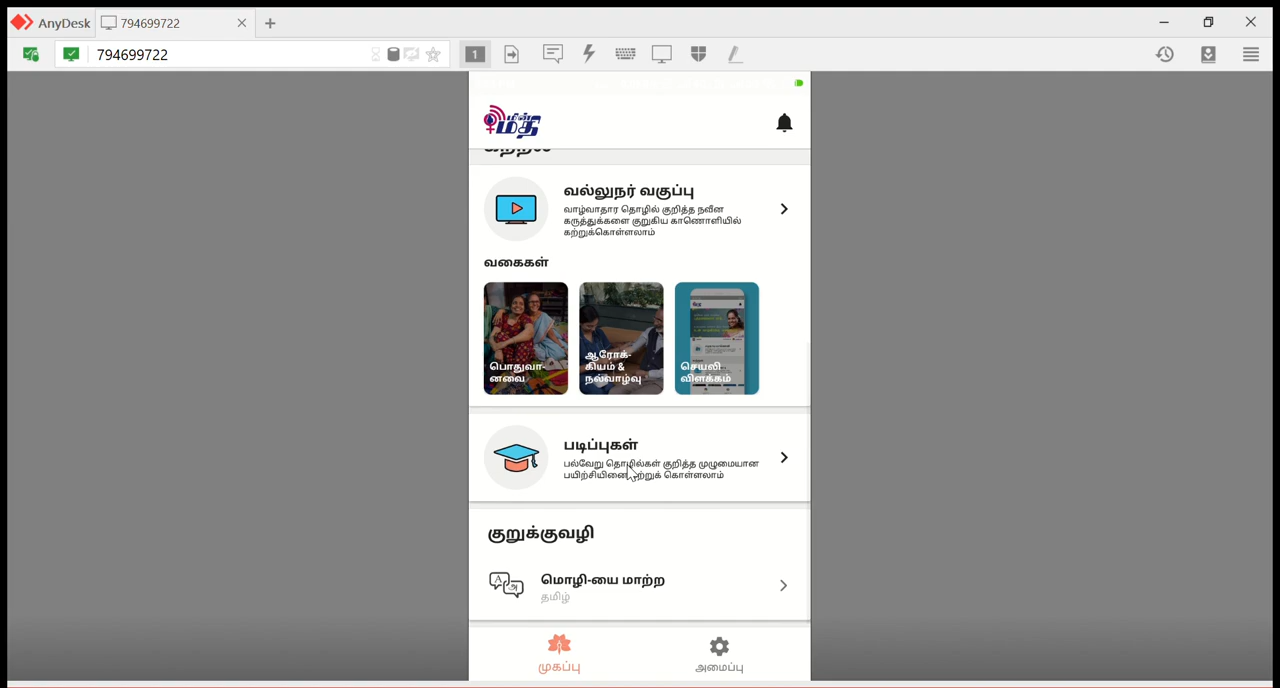 AnyDesk
794699722
794699722
1
மதி
வல்லுநர் வகுப்பு
வாழ்வாதார தொழில் குறித்த நவீன
கருத்துக்களை குறுகிய காணொளியில்
கற்றுக்கொள்ளலாம்
வகைகள்
பொதுவா-
னவை
ஆரோக்-
கியம் &
நல்வாழ்வு
செயலி
விளக்கம்
படிப்புகள்
பல்வேறு தொழில்கள் குறித்த முழுமையான
கொள்ளலாம்
குறுக்குவழி
மொழி-யை மாற்ற
தமிழ்
முகப்பு
அமைப்பு